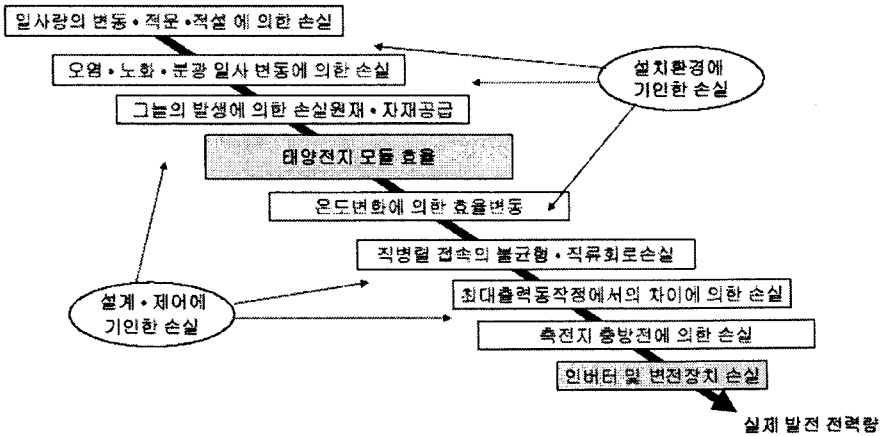 일사량의 변동•적운•적설에 의한 손실
오염•노화•분광 일사 변동에 의한 손실
그늘의 발생에 의한 손실원재•자재공급
태양전지 모듈 효율
온도변화에 의한 효율변동
직병렬 접속의 불균형•직류회로손실
최대출력동작점에서의 차이에 의한 손실
축전지 충방전에 의한 손실
인버터 및 변전장치 손실
실제 발전 전력량
설치환경에
기인한 손실
설계•제어에
기인한 손실